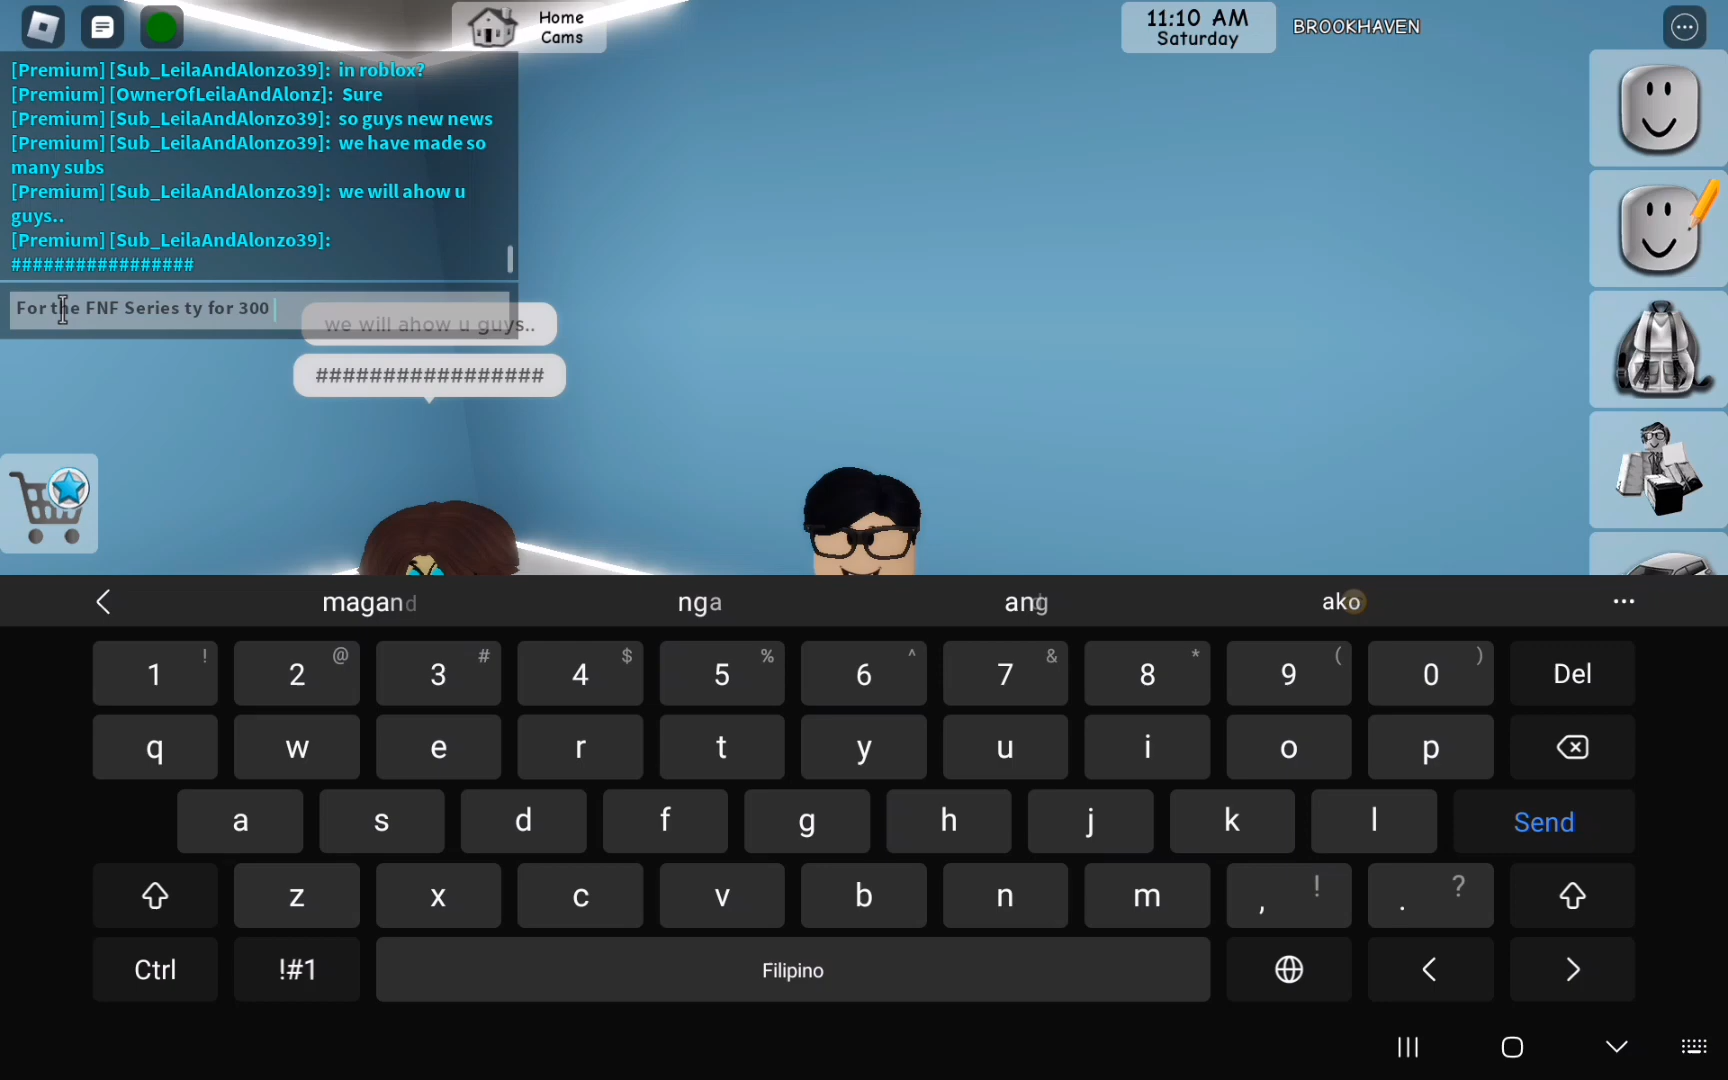 Home
Cams
11:10 AM
Saturday
BROOKHAVEN
[Premium] [Sub_LeilaAndAlonzo39]: in roblox?
[Premium] [OwnerOfLeilaAndAlonz]: Sure
[Premium] [Sub_LeilaAndAlonzo39]: so guys new news
[Premium] [Sub_LeilaAndAlonzo39]: we have made so
many subs
[Premium] [Sub_LeilaAndAlonzo39]: we will ahow u
guys..
[Premium] [Sub_LeilaAndAlonzo39]:
#################
For the FNF Series ty for 300
we will ahow u guys..
#################
magand nga ang ako ...
1 ! 2 @ 3 # 4 $ 5 % 6 ^ 7 & 8 * 9 ( 0 ) Del
q w e r t y u i o p
a s d f g h j k l Send
z x c v b n m , ! . ?
Ctrl !#1 Filipino < >